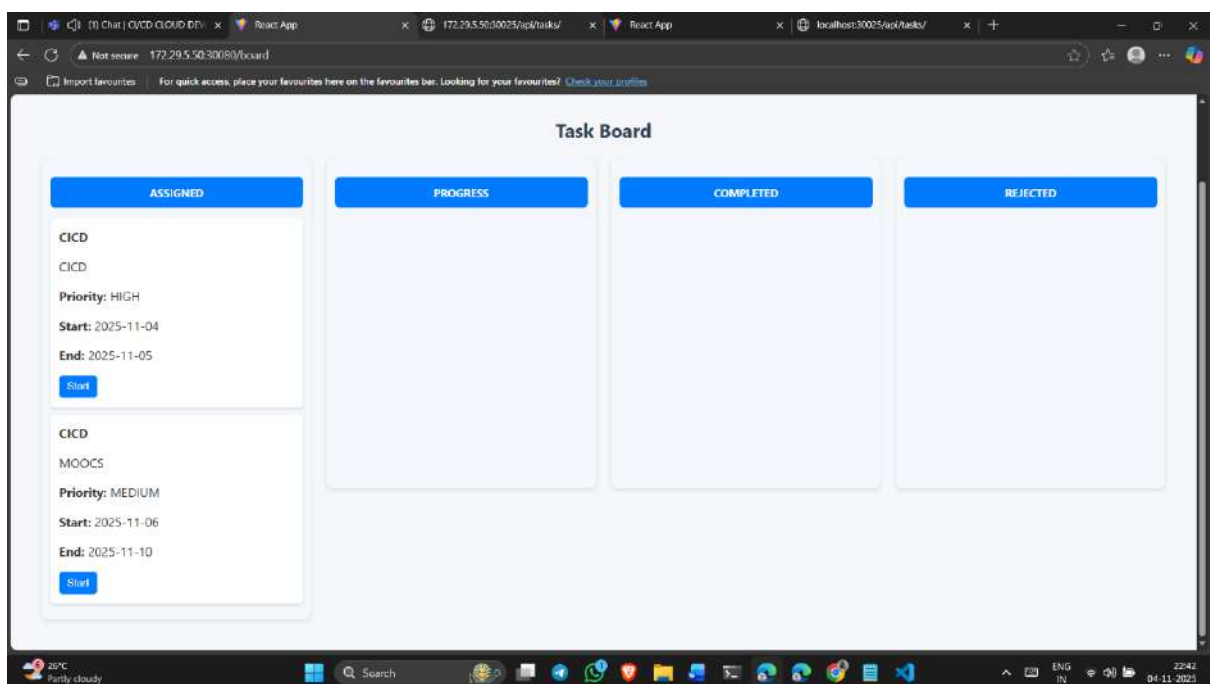 (1) Chat | CI/CD CLOUD DEV
React App
172.29.5.50:30025/api/tasks/
React App
localhost:30025/api/tasks/
Not secure
172.29.5.50:30080/board
Import favourites
For quick access, place your favourites here on the favourites bar. Looking for your favourites? Check your profiles
Task Board
ASSIGNED
CICD
CICD
Priority: HIGH
Start: 2025-11-04
End: 2025-11-05
Start
CICD
MOOCS
Priority: MEDIUM
Start: 2025-11-06
End: 2025-11-10
Start
PROGRESS
COMPLETED
REJECTED
26°C
Partly cloudy
Search
ENG
IN
22:42
04-11-2025